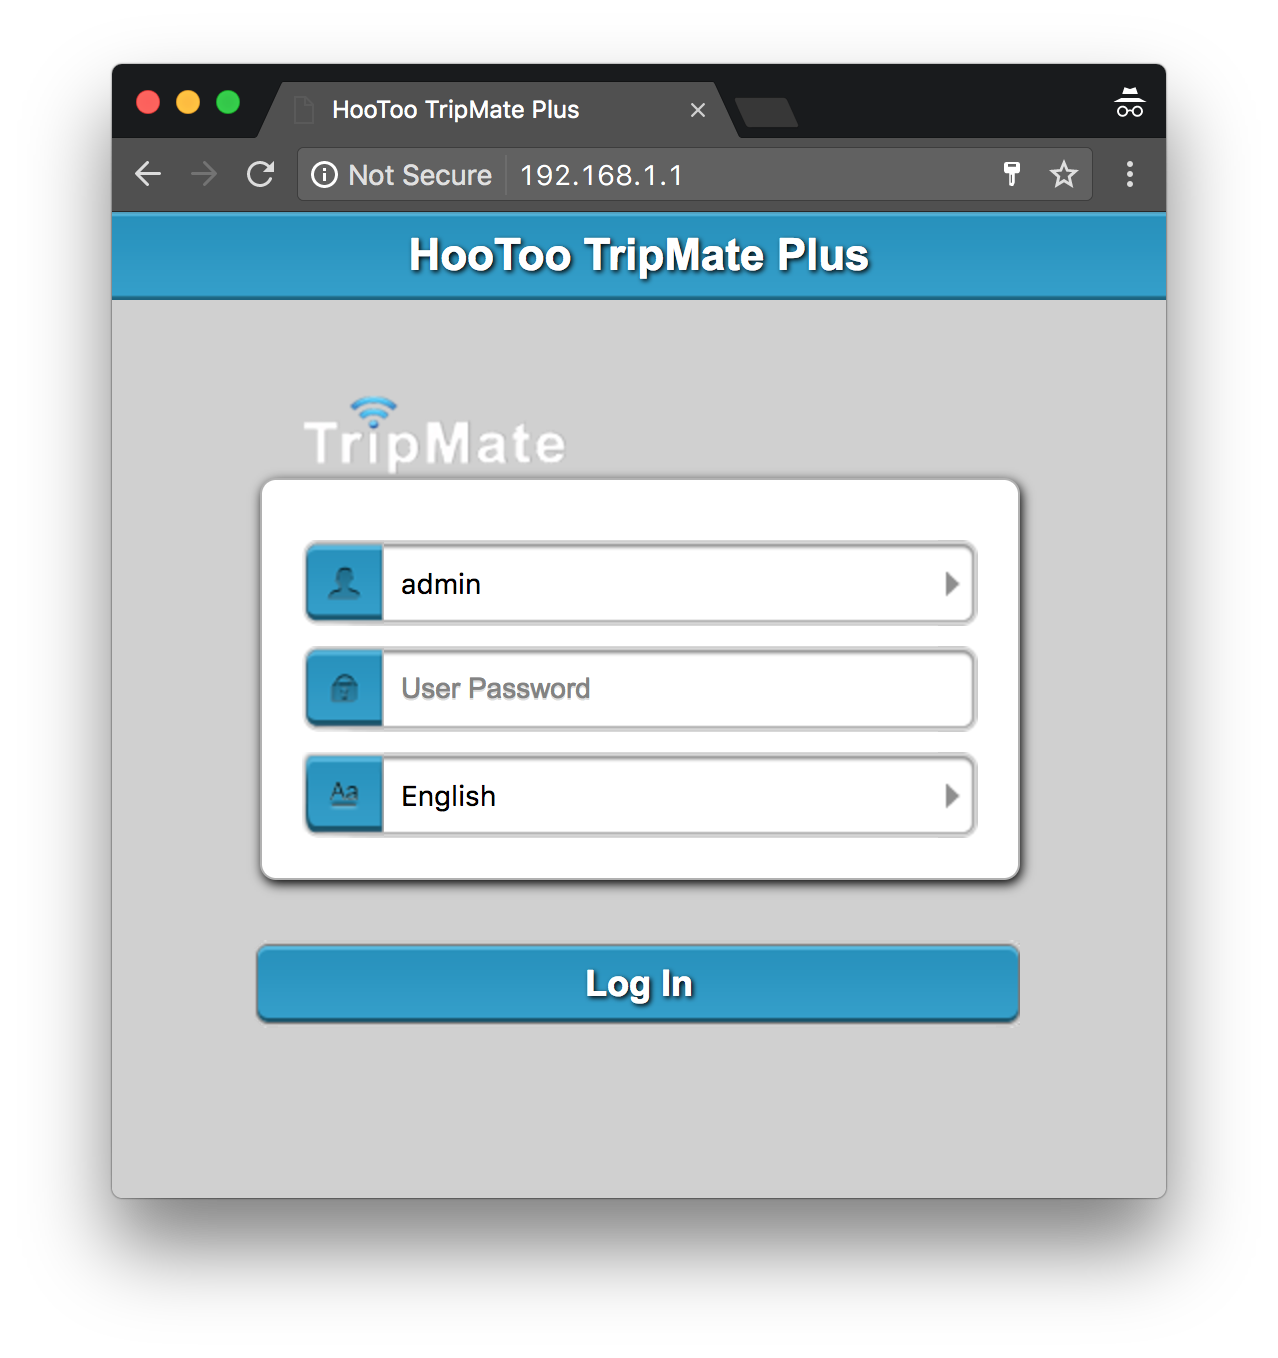 HooToo TripMate Plus
Not Secure 192.168.1.1
HooToo TripMate Plus
TripMate
admin
User Password
Aa English
Log In